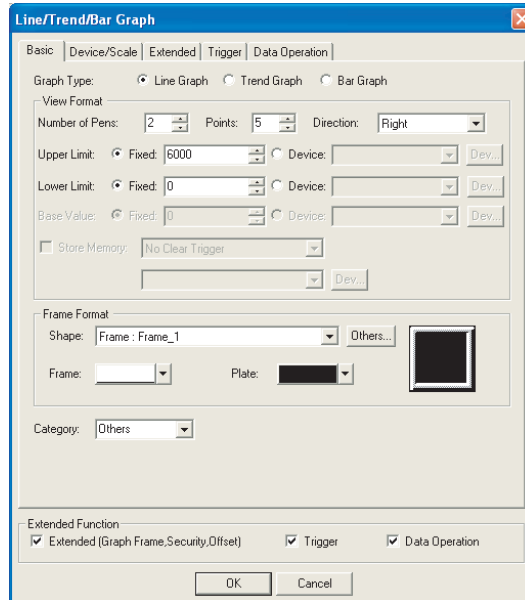 Line/Trend/Bar Graph
Basic Device/Scale Extended Trigger Data Operation
Graph Type: Line Graph Trend Graph Bar Graph
View Format
Number of Pens: 2 Points: 5 Direction: Right
Upper Limit: Fixed: 6000 Device: Dev...
Lower Limit: Fixed: 0 Device: Dev...
Base Value: Fixed: 0 Device: Dev...
Store Memory: No Clear Trigger
Dev...
Frame Format
Shape: Frame : Frame_1 Others...
Frame: Plate:
Category: Others
Extended Function
Extended (Graph Frame,Security,Offset) Trigger Data Operation
OK Cancel